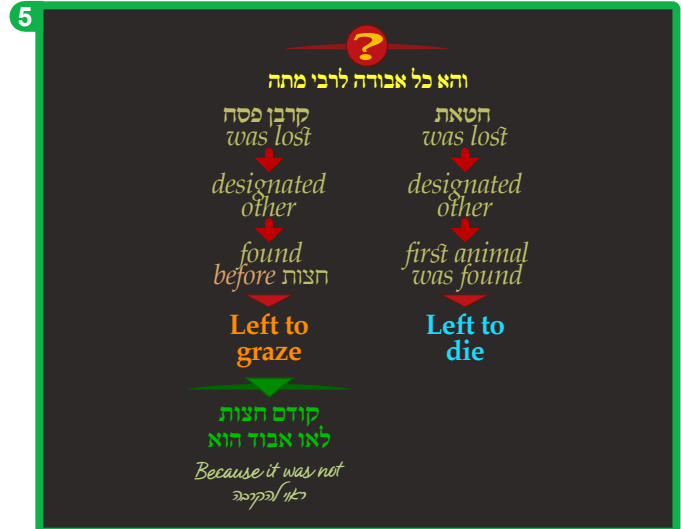 5
?
והא כל אבודה לרבי מתה
חטאת
was lost
designated
other
first animal
was found
Left to
die
קרבן פסח
was lost
designated
other
found
before חצות
Left to
graze
קודם חצות
לאו אבוד הוא
Because it was not
ראוי להקרבה